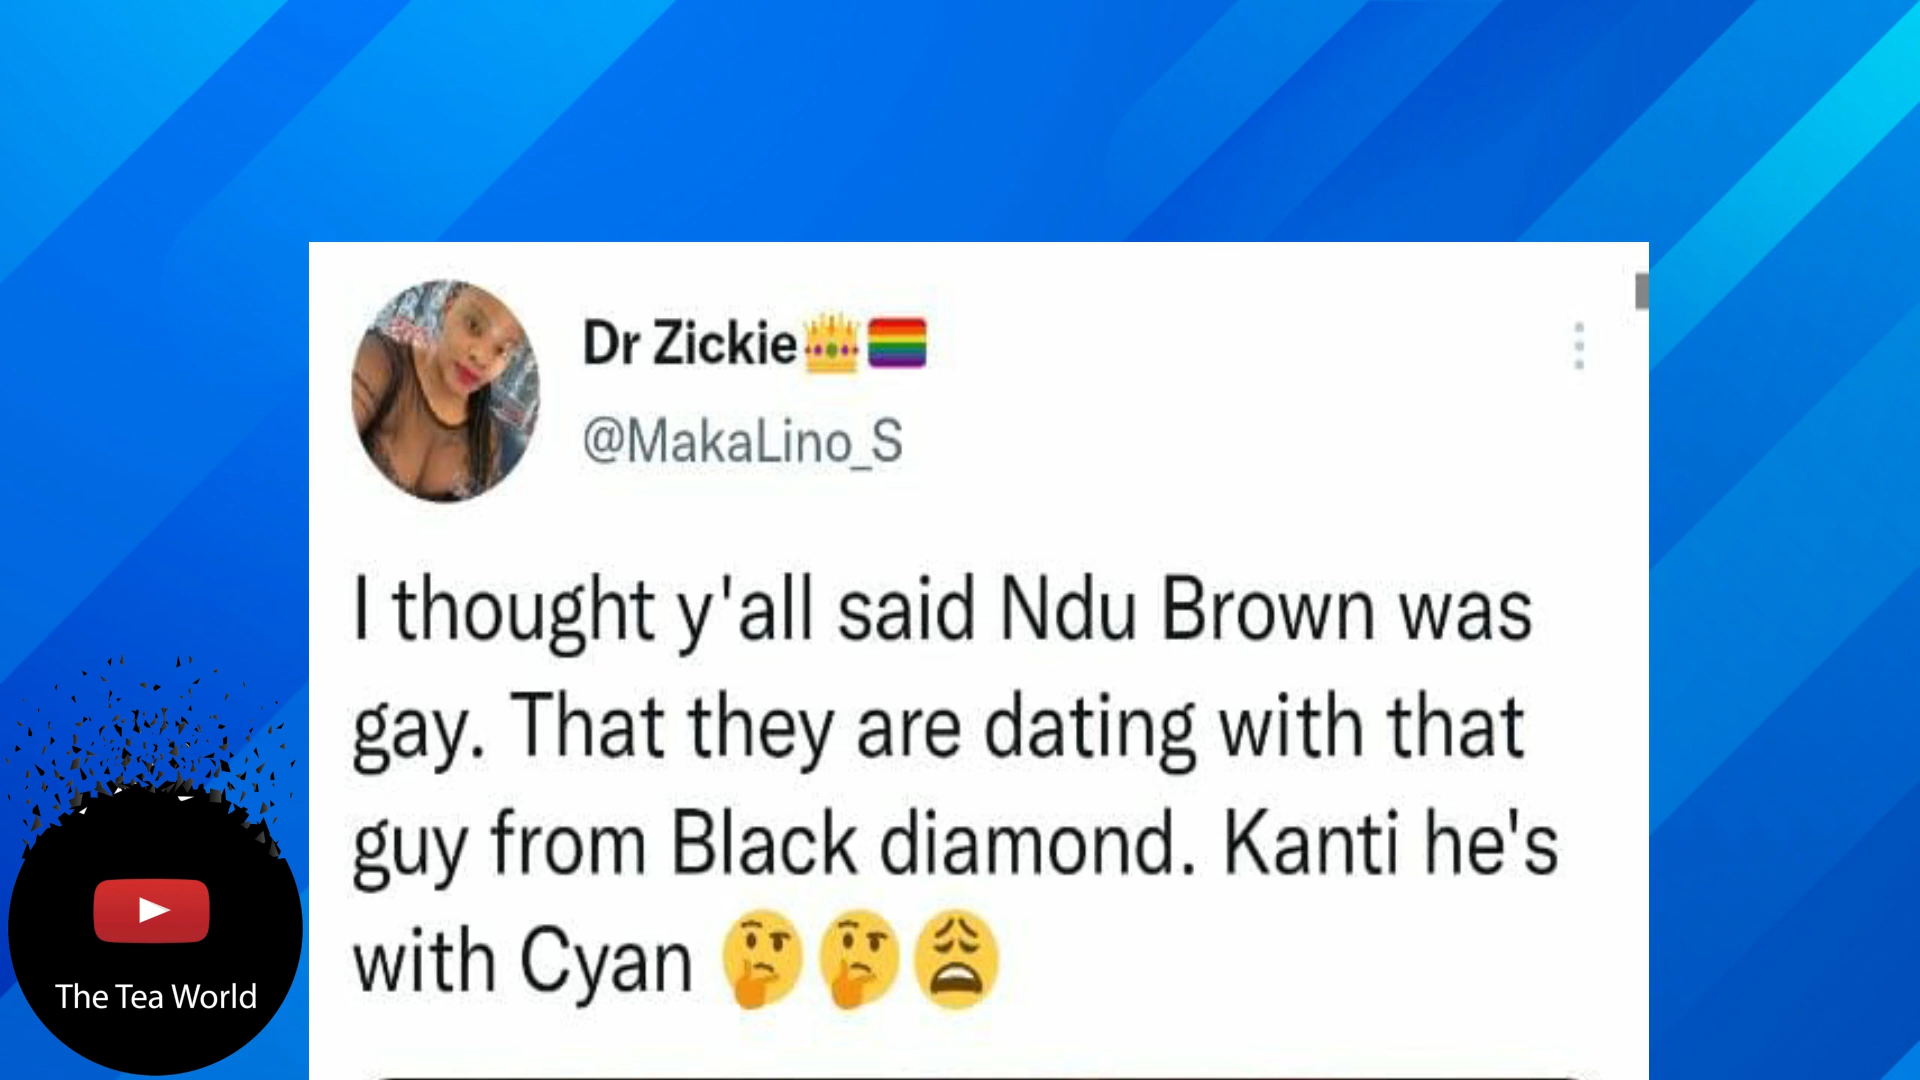 Dr Zickie👑🏳️‍🌈
@MakaLino_S
I thought y'all said Ndu Brown was
gay. That they are dating with that
guy from Black diamond. Kanti he's
with Cyan 🤔🤔😩
The Tea World